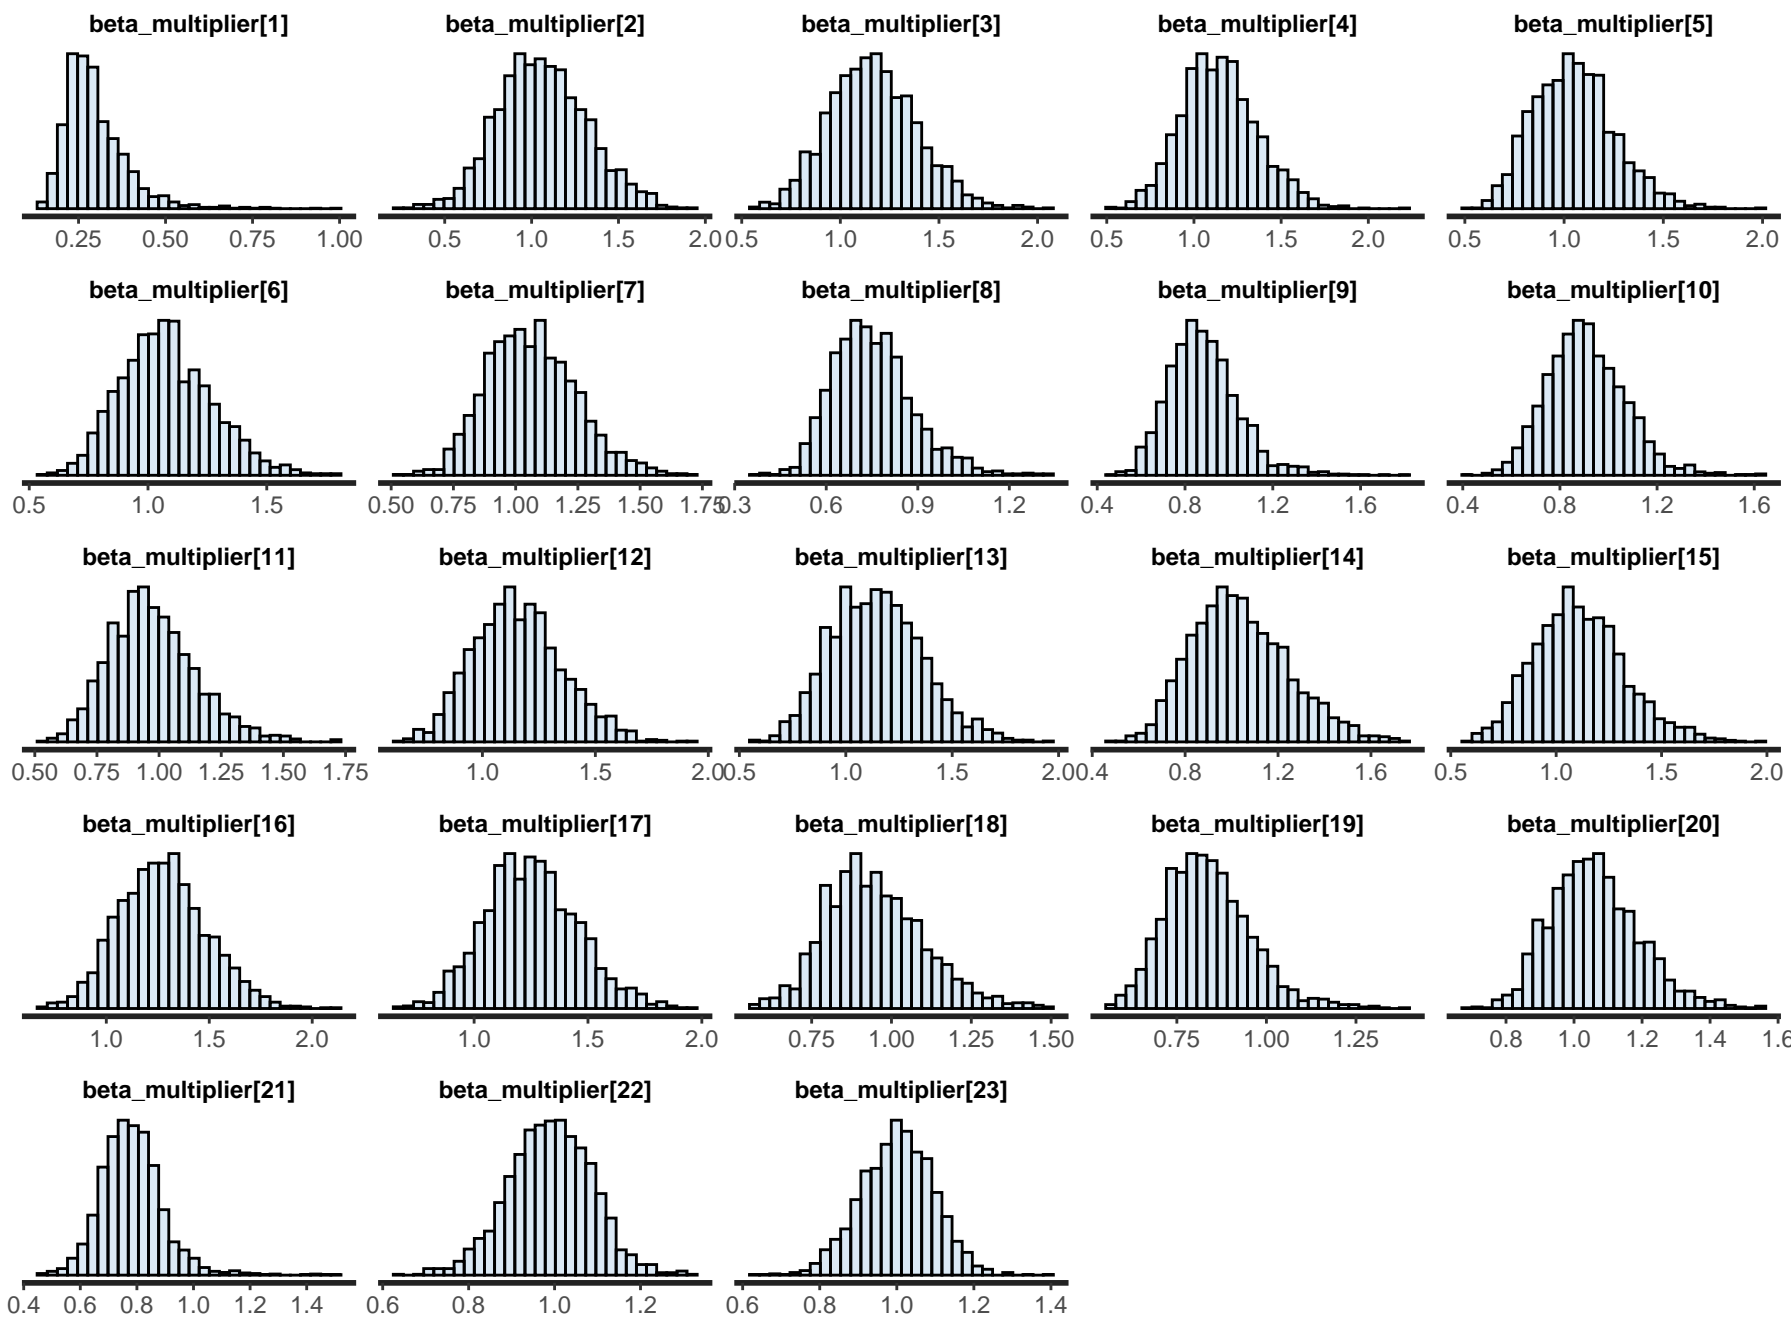 beta_multiplier[1] beta_multiplier[2] beta_multiplier[3] beta_multiplier[4] beta_multiplier[5]
0.25 0.50 0.75 1.00 0.5 1.0 1.5 2.0 0.5 1.0 1.5 2.0 0.5 1.0 1.5 2.0 0.5 1.0 1.5 2.0
beta_multiplier[6] beta_multiplier[7] beta_multiplier[8] beta_multiplier[9] beta_multiplier[10]
0.5 1.0 1.5 0.50 0.75 1.00 1.25 1.50 1.75 0.3 0.6 0.9 1.2 0.4 0.8 1.2 1.6 0.4 0.8 1.2 1.6
beta_multiplier[11] beta_multiplier[12] beta_multiplier[13] beta_multiplier[14] beta_multiplier[15]
0.50 0.75 1.00 1.25 1.50 1.75 1.0 1.5 2.0 0.5 1.0 1.5 2.0 0.4 0.8 1.2 1.6 0.5 1.0 1.5 2.0
beta_multiplier[16] beta_multiplier[17] beta_multiplier[18] beta_multiplier[19] beta_multiplier[20]
1.0 1.5 2.0 1.0 1.5 2.0 0.75 1.00 1.25 1.50 0.75 1.00 1.25 0.8 1.0 1.2 1.4 1.6
beta_multiplier[21] beta_multiplier[22] beta_multiplier[23]
0.4 0.6 0.8 1.0 1.2 1.4 0.6 0.8 1.0 1.2 0.6 0.8 1.0 1.2 1.4